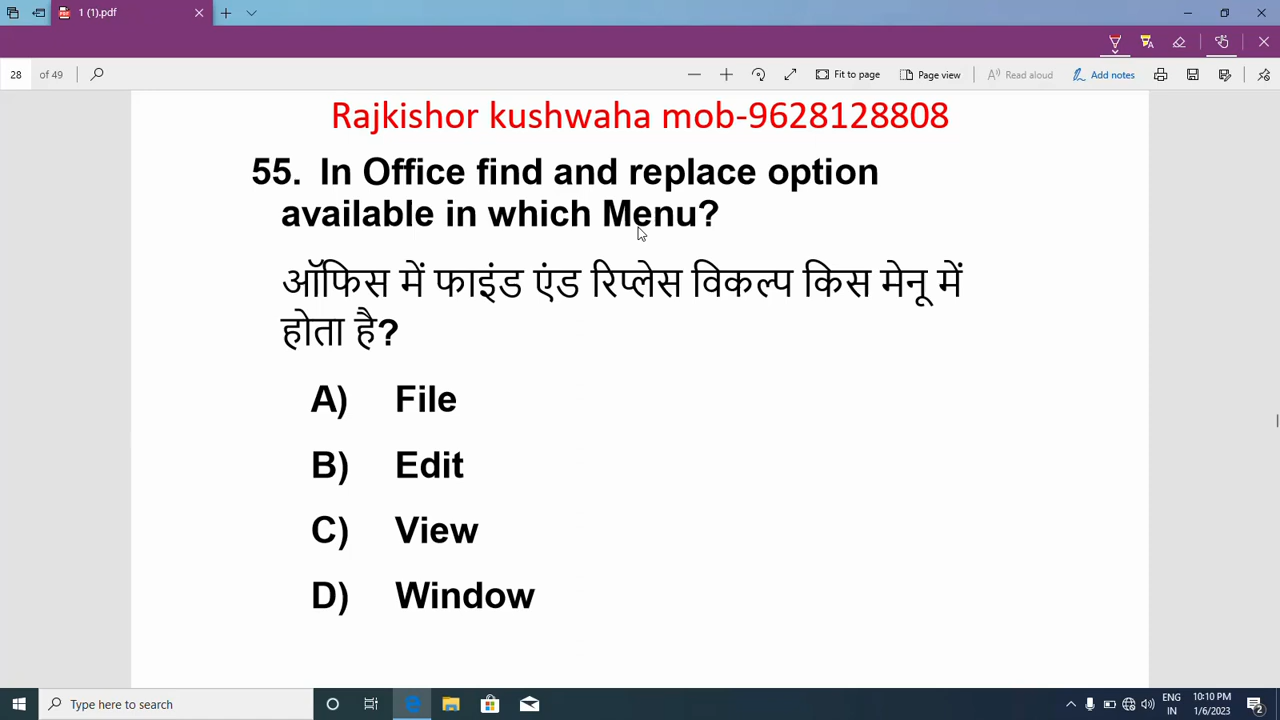 1 (1).pdf
28 of 49 Fit to page Page view Read aloud Add notes
Rajkishor kushwaha mob-9628128808
55. In Office find and replace option
available in which Menu?
ऑफिस में फाइंड एंड रिप्लेस विकल्प किस मेनू में
होता है?
A) File
B) Edit
C) View
D) Window
Type here to search
ENG 10:10 PM
IN 1/6/2023
2